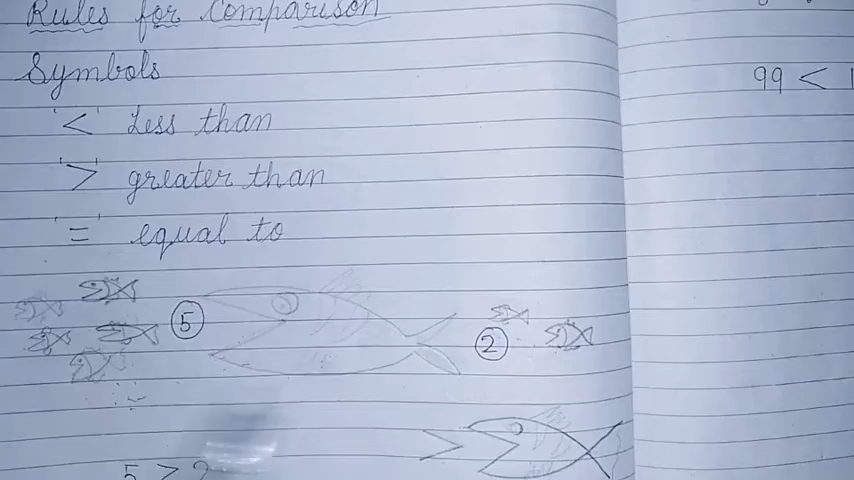 Rules for Comparison
Symbols
'<' Less than
'>' greater than
'=' equal to
5
2
5 > 2
99 <